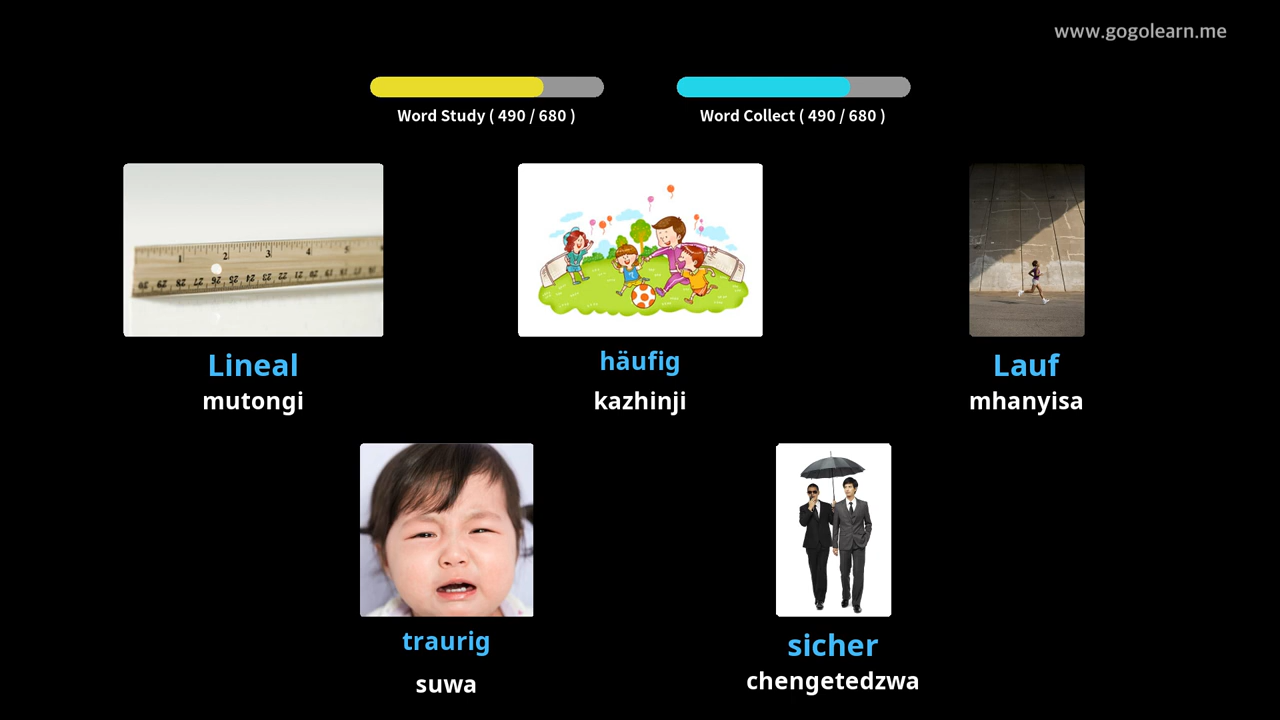 www.gogolearn.me
Word Study ( 490 / 680 )
Word Collect ( 490 / 680 )
Lineal
mutongi
häufig
kazhinji
Lauf
mhanyisa
traurig
suwa
sicher
chengetedzwa